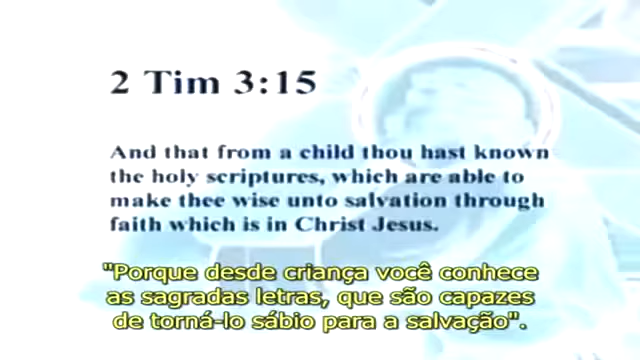 2 Tim 3:15
And that from a child thou hast known
the holy scriptures, which are able to
make thee wise unto salvation through
faith which is in Christ Jesus.
"Porque desde criança você conhece
as sagradas letras, que são capazes
de torná-lo sábio para a salvação".